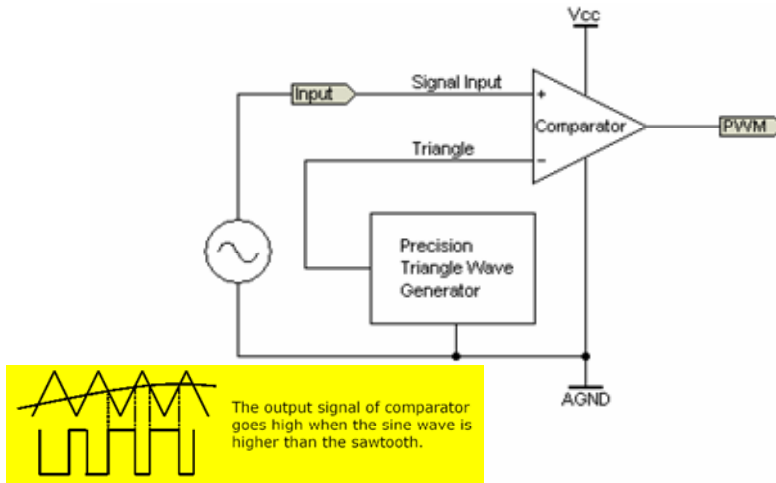 Vcc
Input
Signal Input
+
Comparator
PWM
Triangle
−
Precision
Triangle Wave
Generator
AGND
The output signal of comparator
goes high when the sine wave is
higher than the sawtooth.